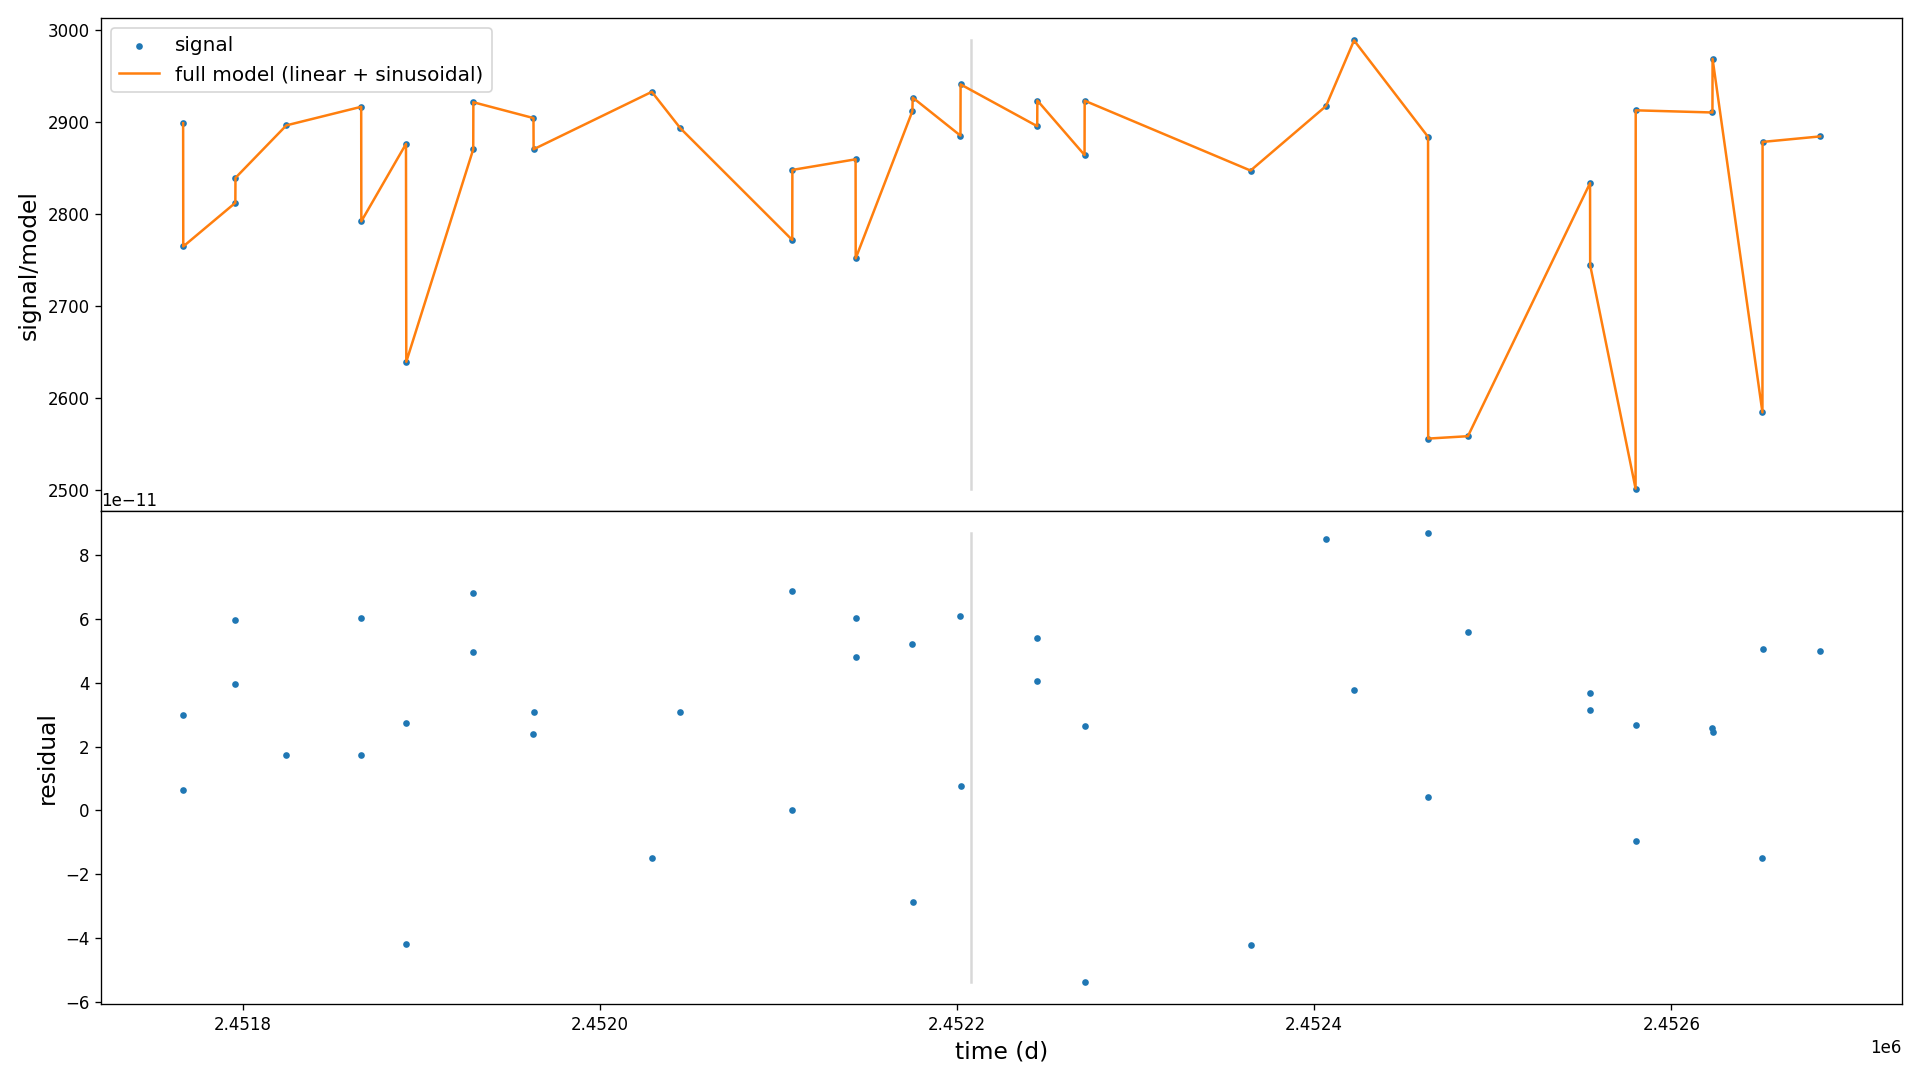 3000
signal
full model (linear + sinusoidal)
2900
2800
2700
2600
2500
signal/model
1e−11
8
6
4
2
0
−2
−4
−6
residual
2.4518 2.4520 2.4522 2.4524 2.4526
time (d)
1e6